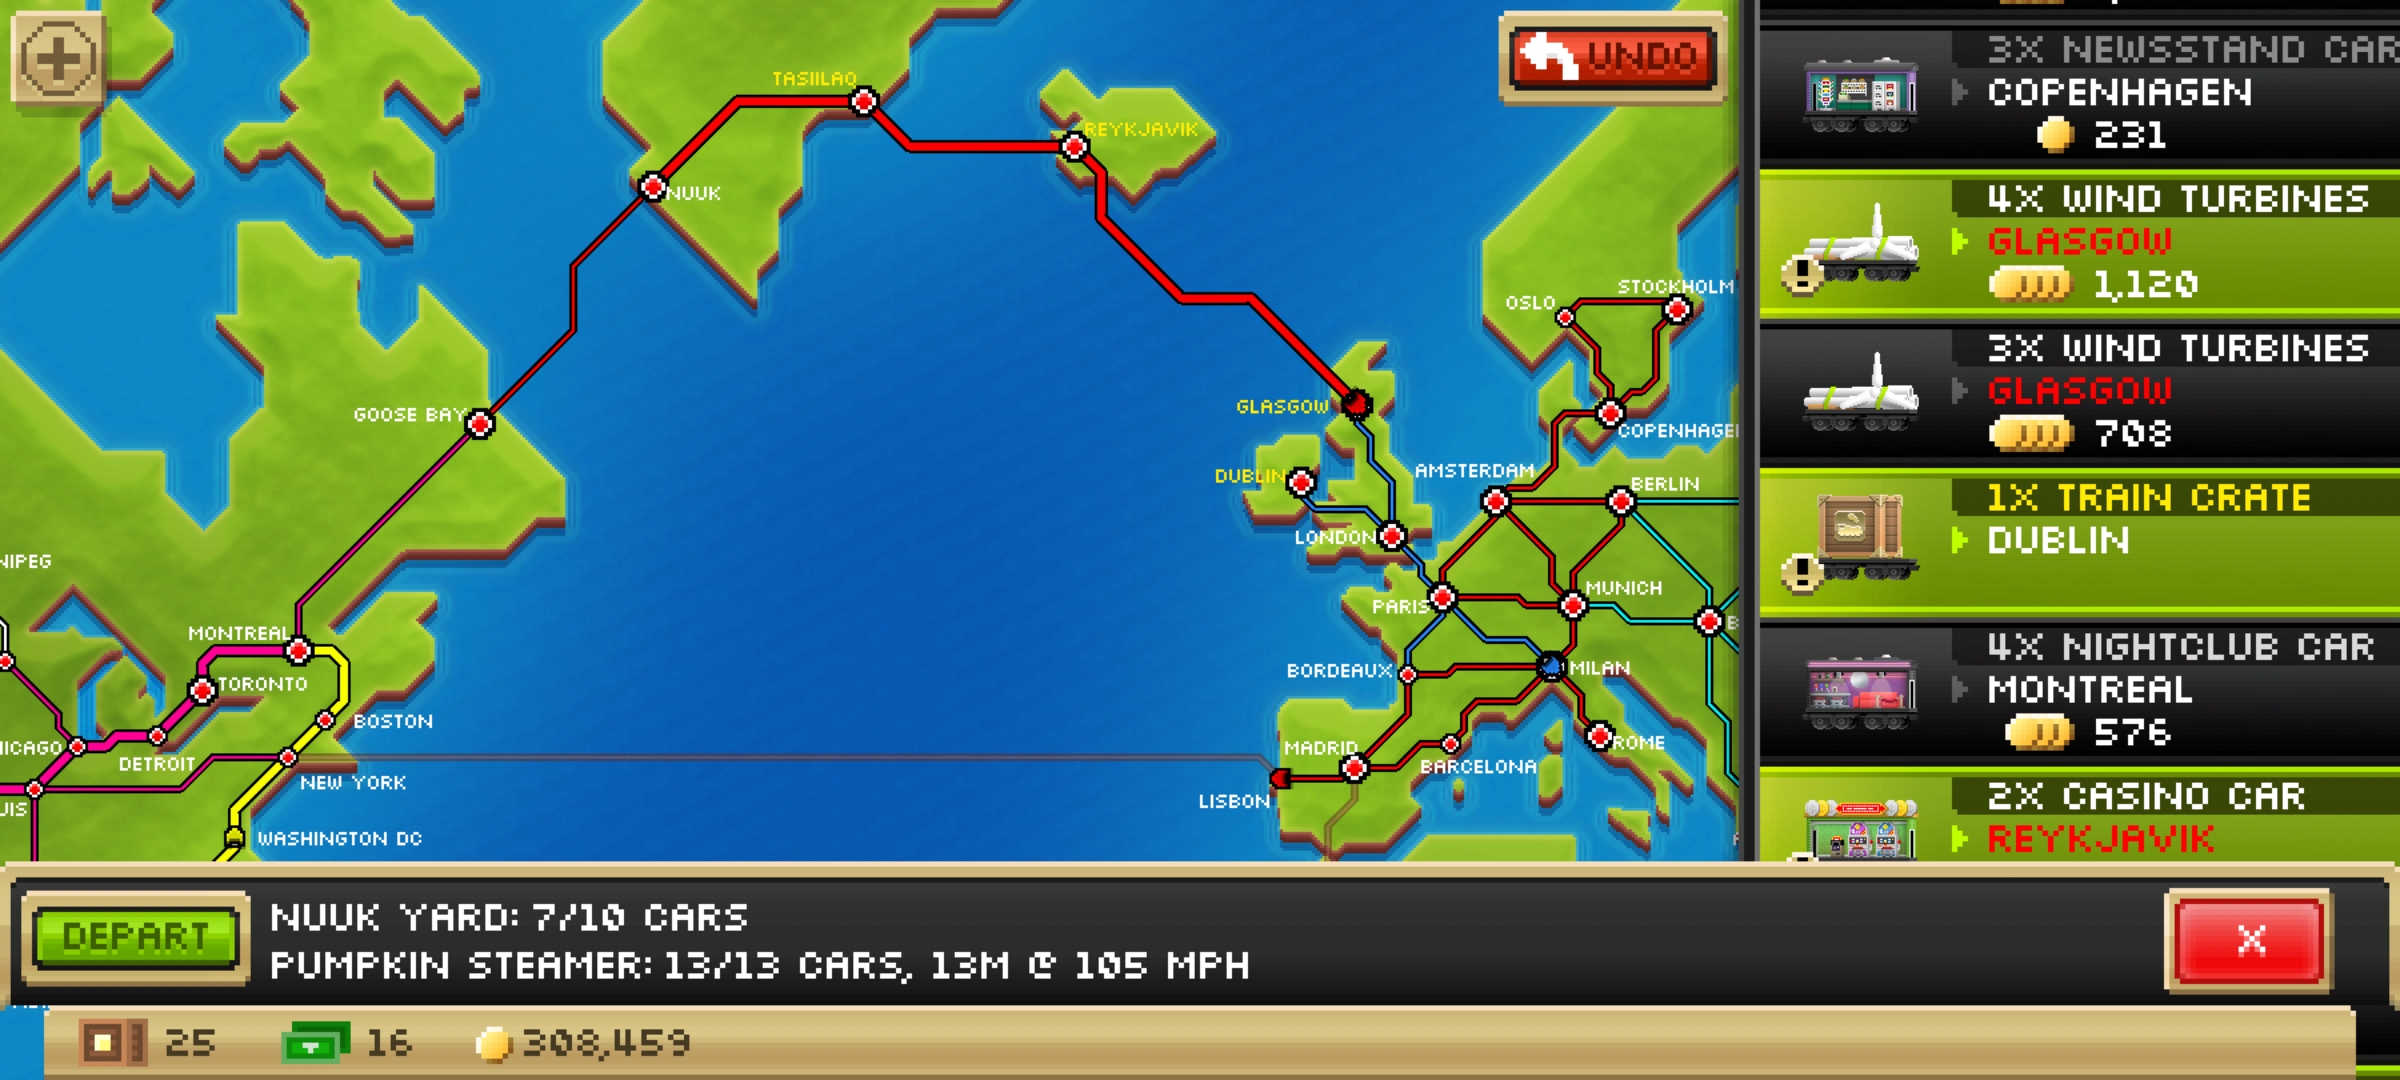 TASIILAQ
REYKJAVIK
NUUK
GOOSE BAY
GLASGOW
OSLO
STOCKHOLM
COPENHAGE
DUBLIN
AMSTERDAM
BERLIN
LONDON
NIPEG
MUNICH
PARIS
MONTREAL
TORONTO
BORDEAUX
MILAN
B
BOSTON
ICAGO
DETROIT
MADRID
ROME
BARCELONA
NEW YORK
LISBON
UIS
WASHINGTON DC
UNDO
3X NEWSSTAND CAR
COPENHAGEN
231
4X WIND TURBINES
GLASGOW
1,120
3X WIND TURBINES
GLASGOW
708
1X TRAIN CRATE
DUBLIN
4X NIGHTCLUB CAR
MONTREAL
576
2X CASINO CAR
REYKJAVIK
DEPART
NUUK YARD: 7/10 CARS
PUMPKIN STEAMER: 13/13 CARS, 13M @ 105 MPH
X
25
16
308,459